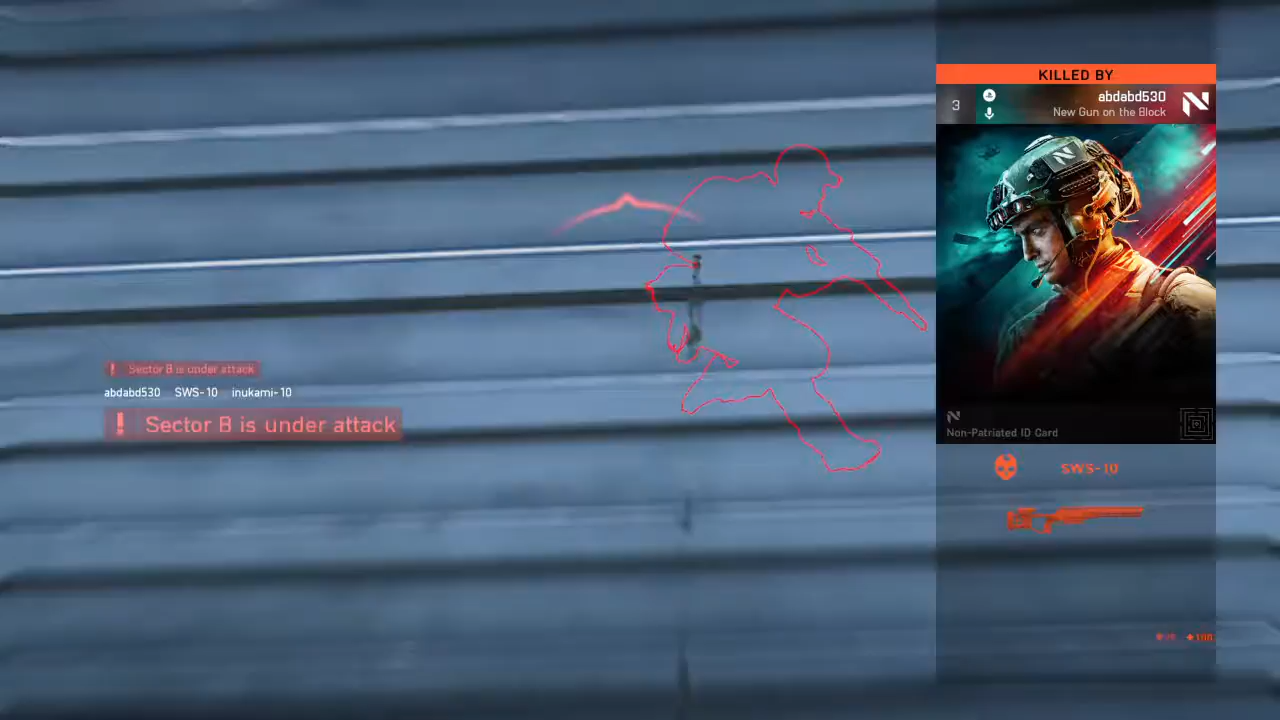 KILLED BY
3
abdabd530
New Gun on the Block
Sector B is under attack
abdabd530 SWS-10 inukami-10
Sector B is under attack
Non-Patriated ID Card
SWS-10